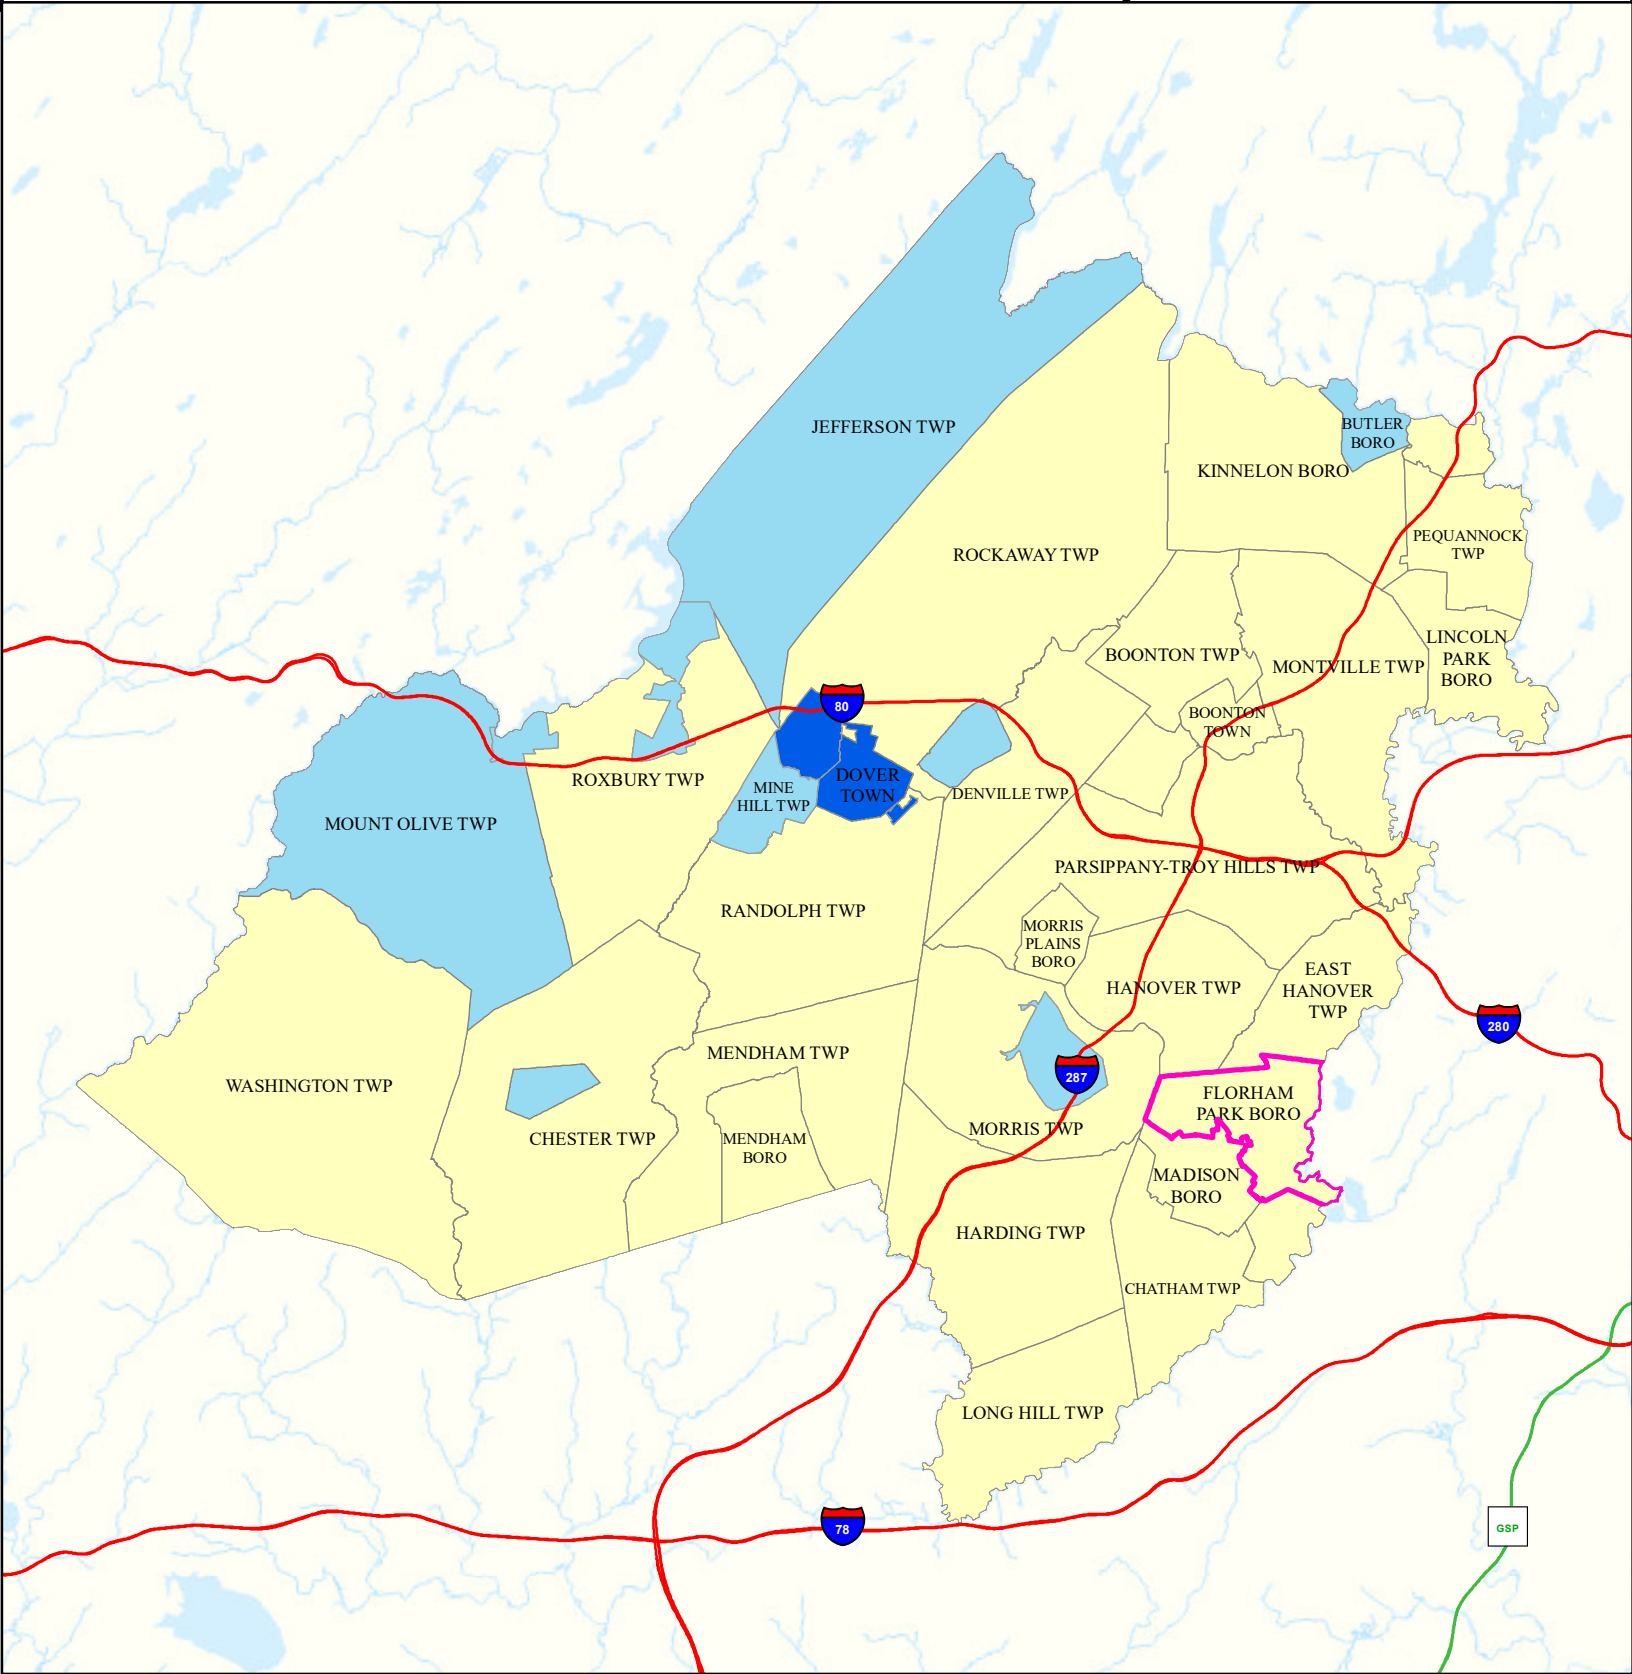 JEFFERSON TWP
BUTLER
BORO
KINNELON BORO
PEQUANNOCK
TWP
ROCKAWAY TWP
LINCOLN
PARK
BORO
BOONTON TWP
MONTVILLE TWP
80
BOONTON
TOWN
ROXBURY TWP
MINE
HILL TWP
DOVER
TOWN
DENVILLE TWP
MOUNT OLIVE TWP
PARSIPPANY-TROY HILLS TWP
RANDOLPH TWP
MORRIS
PLAINS
BORO
EAST
HANOVER
TWP
HANOVER TWP
280
MENDHAM TWP
287
WASHINGTON TWP
FLORHAM
PARK BORO
CHESTER TWP
MENDHAM
BORO
MORRIS TWP
MADISON
BORO
HARDING TWP
CHATHAM TWP
LONG HILL TWP
78
GSP